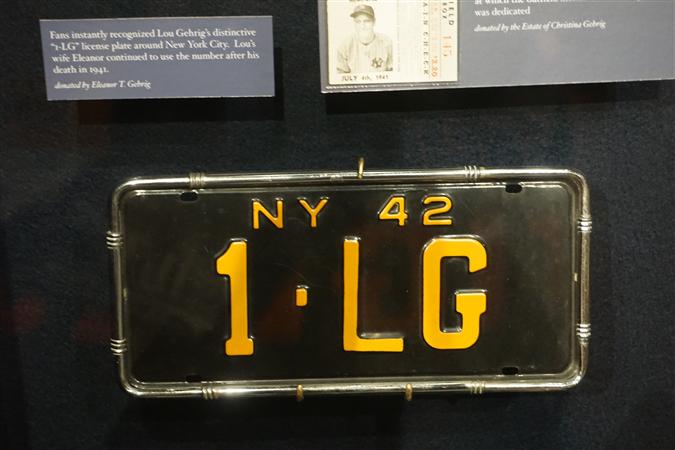 Fans instantly recognized Lou Gehrig's distinctive
"1-LG" license plate around New York City. Lou's
wife Eleanor continued to use the number after his
death in 1941.
donated by Eleanor T. Gehrig
JULY 4th, 1941
RAIN CHECK
was dedicated
donated by the Estate of Christina Gehrig
NY 42
1·LG